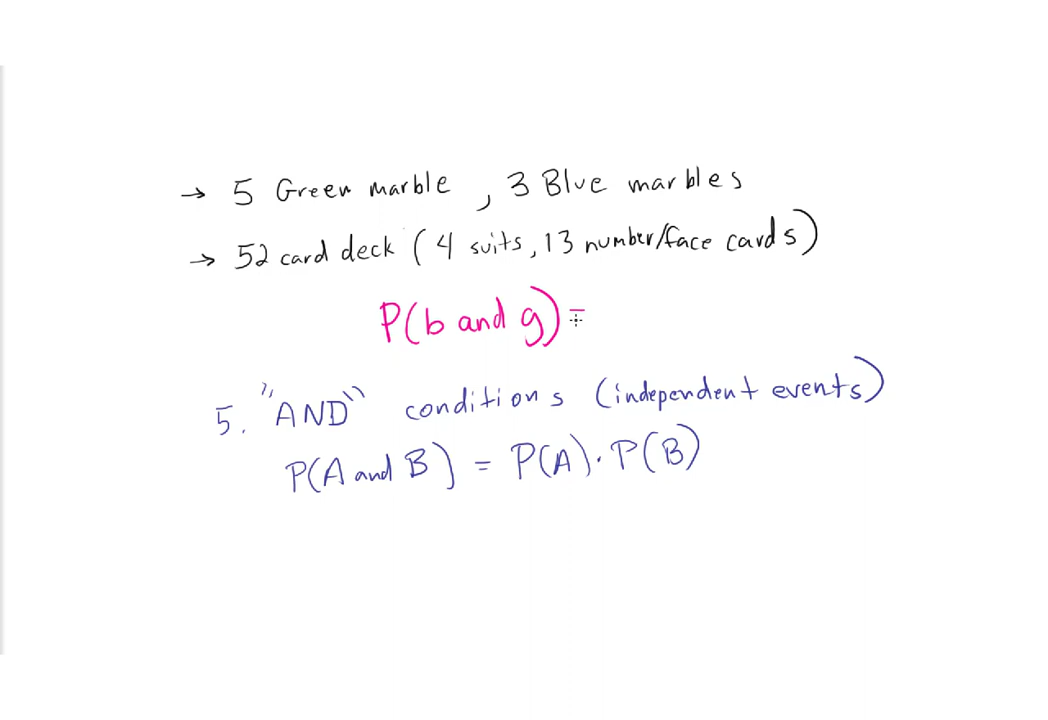 → 5 Green marble , 3 Blue marbles
→ 52 card deck (4 suits, 13 number/face cards)
P(b and g) =
5. "AND" conditions (independent events)
P(A and B) = P(A) · P(B)